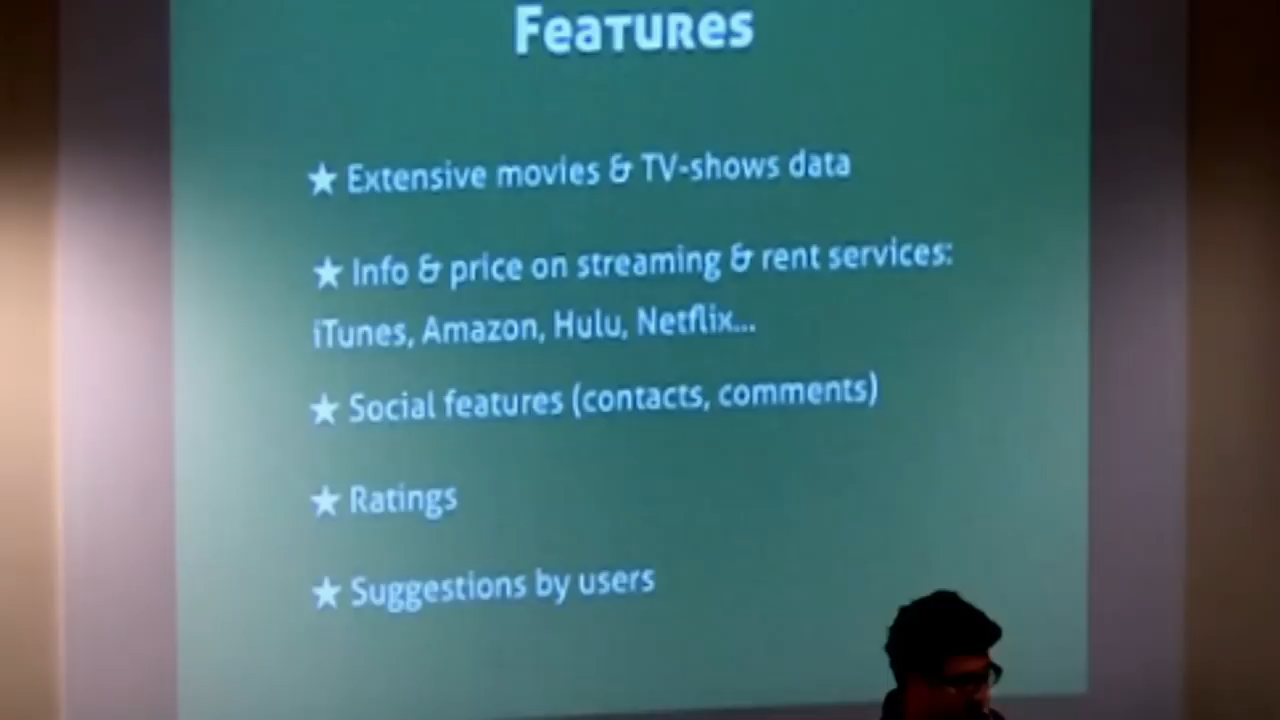 Features
★ Extensive movies & TV-shows data
★ Info & price on streaming & rent services:
iTunes, Amazon, Hulu, Netflix...
★ Social features (contacts, comments)
★ Ratings
★ Suggestions by users